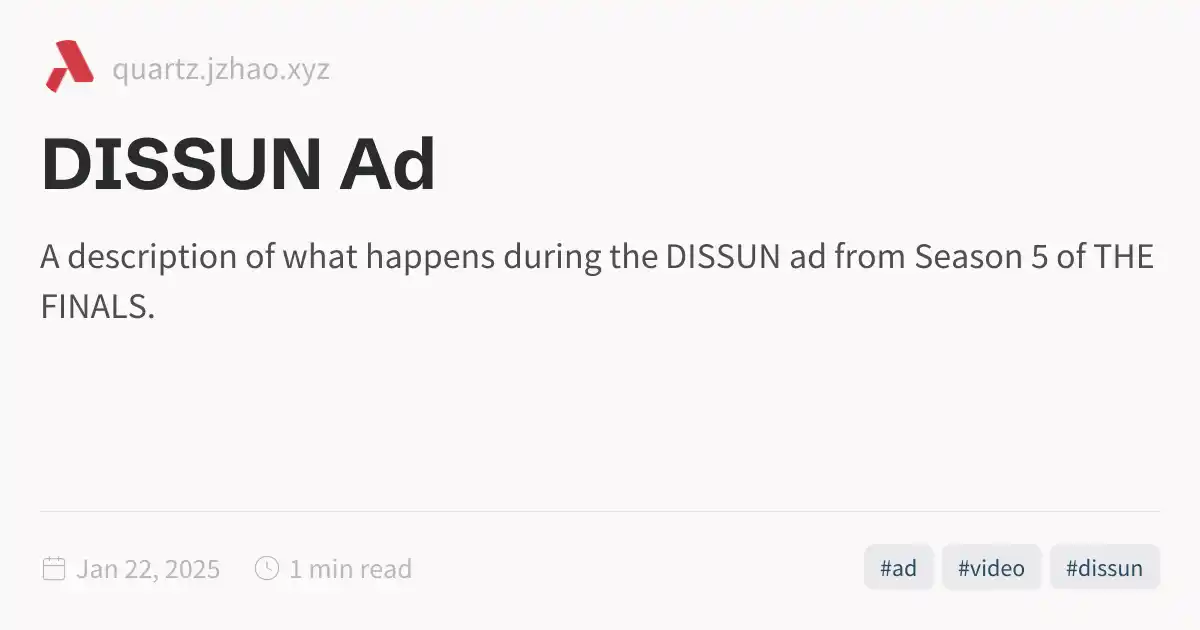 quartz.jzhao.xyz
DISSUN Ad
A description of what happens during the DISSUN ad from Season 5 of THE
FINALS.
Jan 22, 2025 1 min read #ad #video #dissun